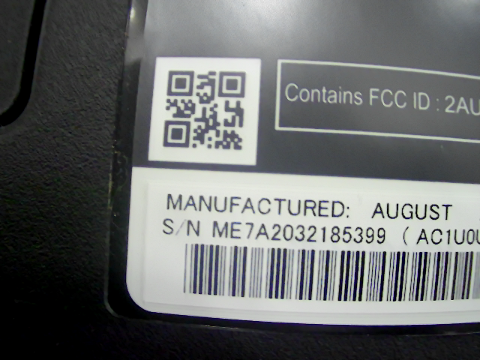 Contains FCC ID : 2AU
MANUFACTURED: AUGUST
S/N ME7A2032185399 ( AC1U0U